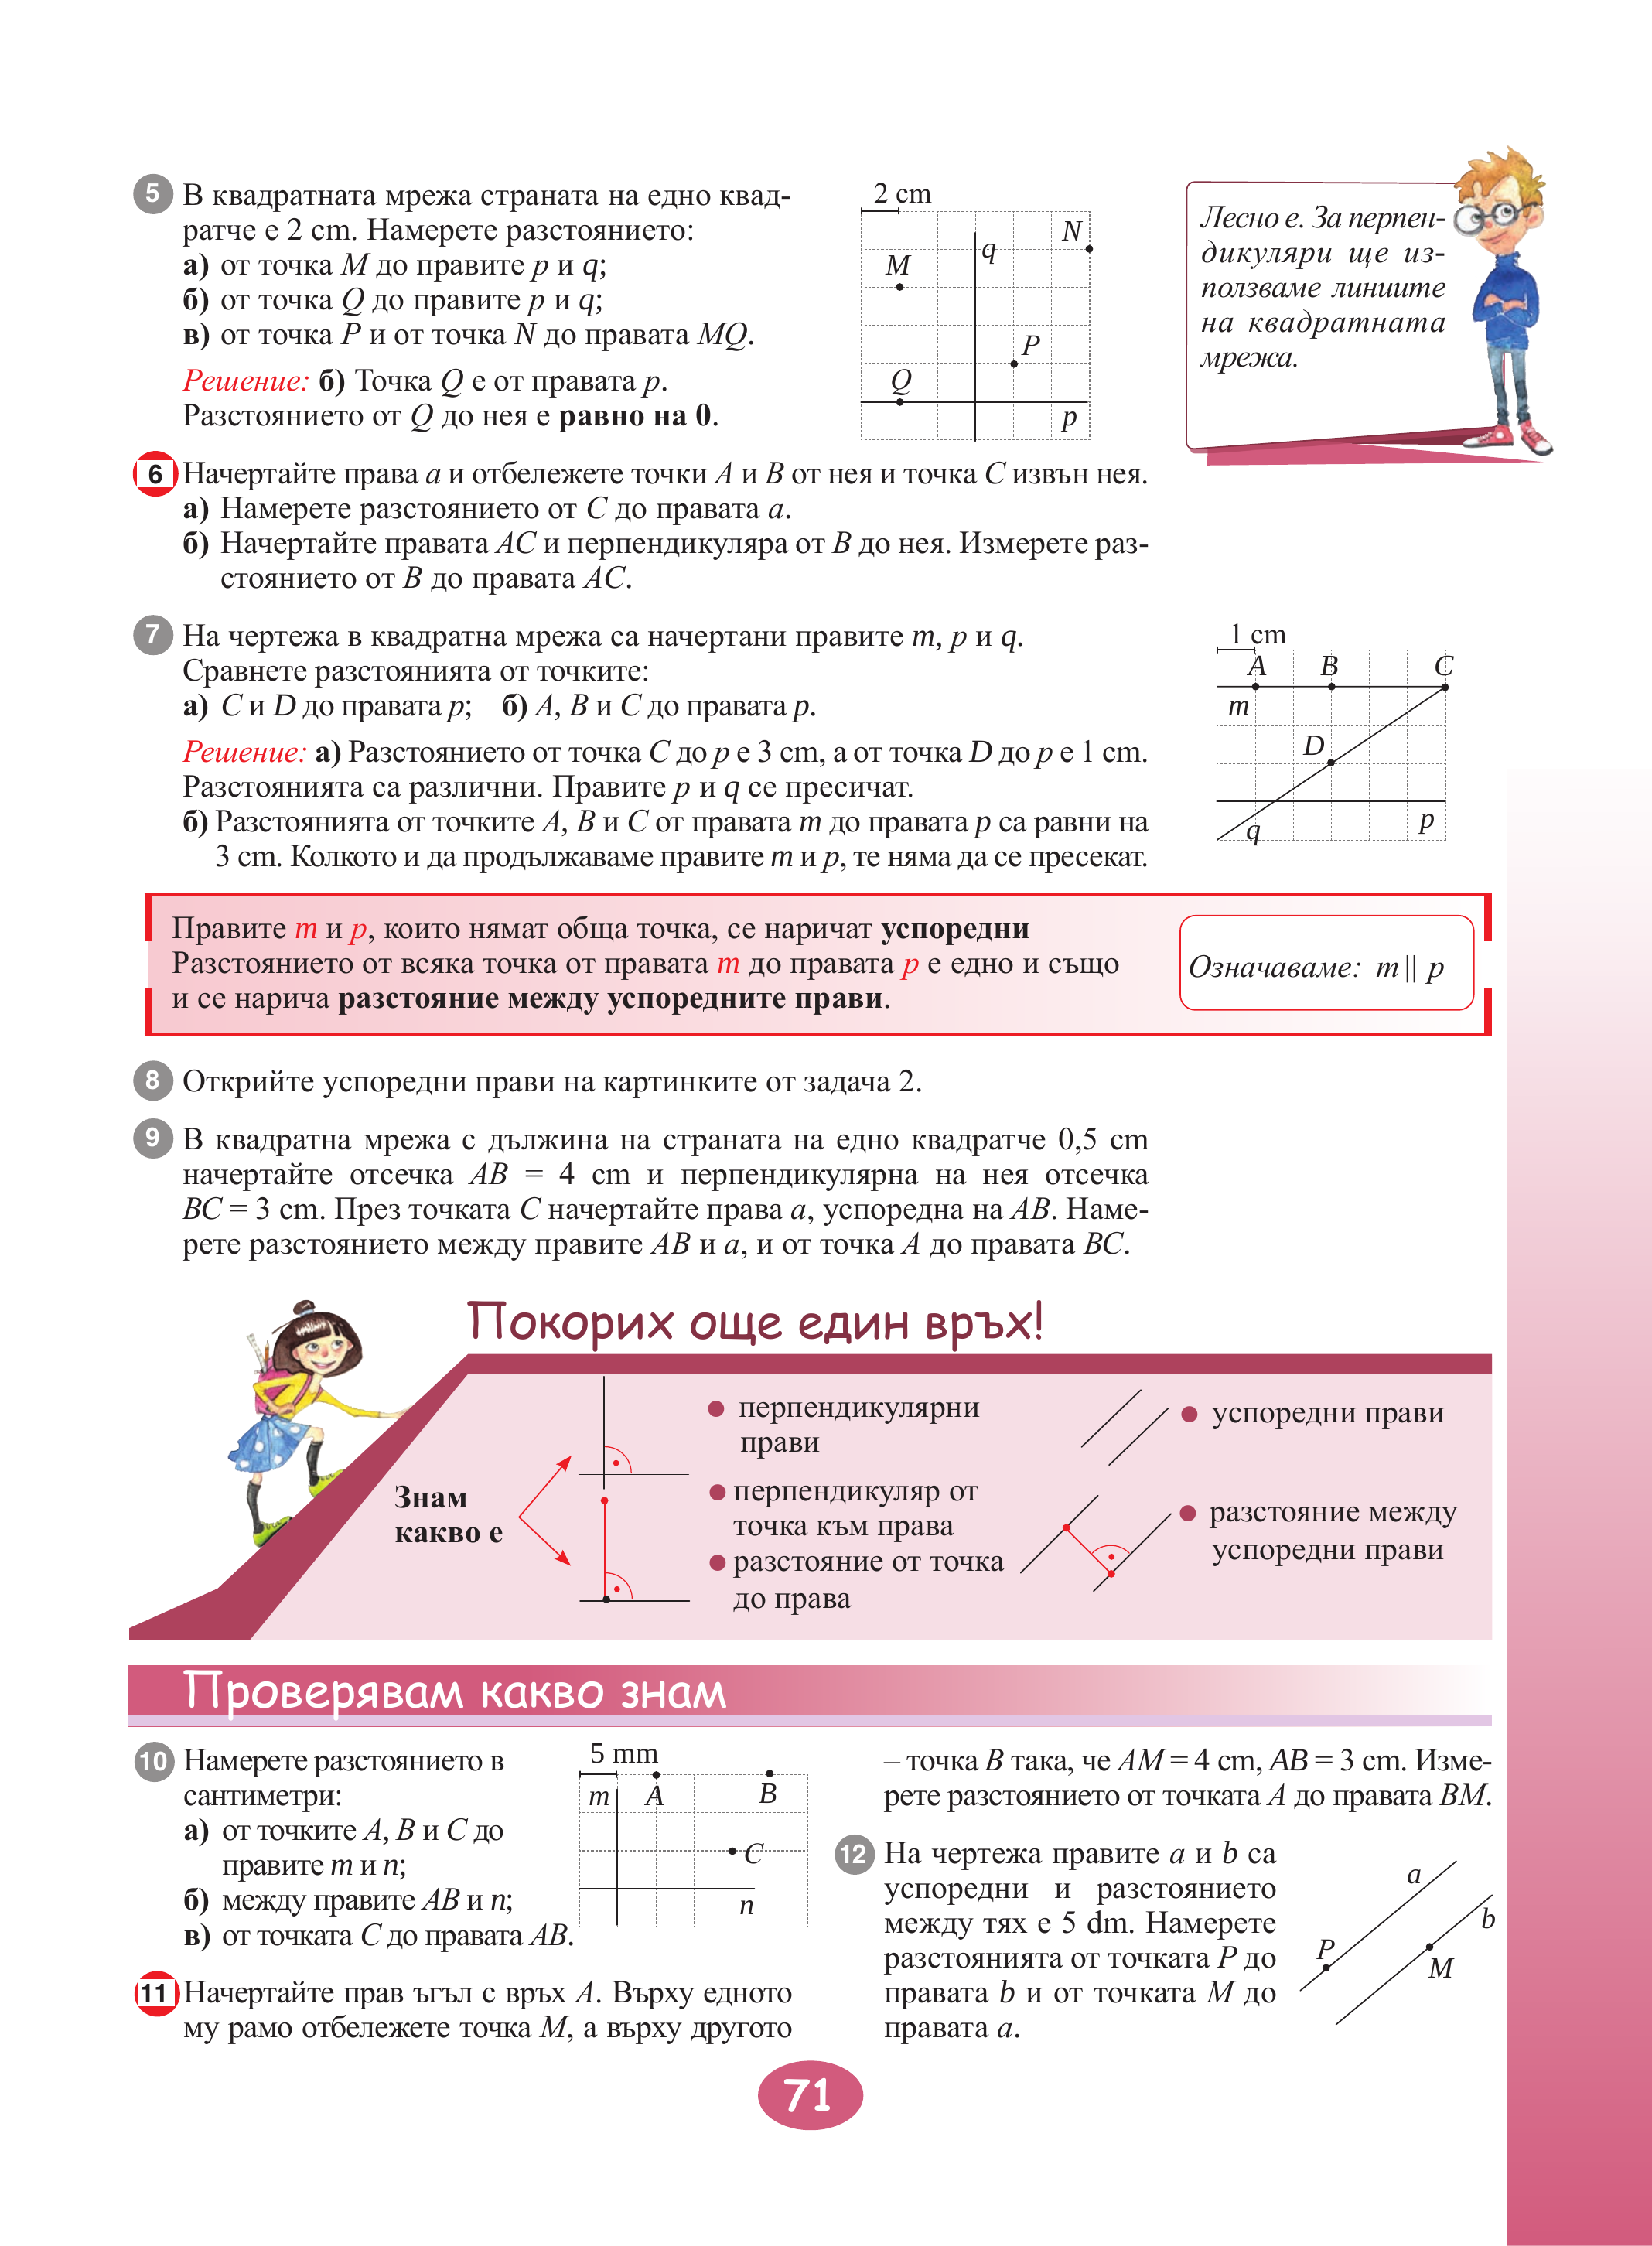 5 В квадратната мрежа страната на едно квад-
ратче е 2 cm. Намерете разстоянието:
а) от точка M до правите p и q;
б) от точка Q до правите p и q;
в) от точка P и от точка N до правата MQ.
Решение: б) Точка Q е от правата p.
Разстоянието от Q до нея е равно на 0.
2 cm
N
q
M
P
Q
p
Лесно е. За перпен-
дикуляри ще из-
ползваме линиите
на квадратната
мрежа.
6 Начертайте права a и отбележете точки A и B от нея и точка C извън нея.
а) Намерете разстоянието от C до правата a.
б) Начертайте правата AC и перпендикуляра от B до нея. Измерете раз-
стоянието от B до правата AC.
7 На чертежа в квадратна мрежа са начертани правите m, p и q.
Сравнете разстоянията от точките:
а) C и D до правата p; б) A, B и C до правата p.
Решение: а) Разстоянието от точка C до p е 3 cm, а от точка D до p е 1 cm.
Разстоянията са различни. Правите p и q се пресичат.
б) Разстоянията от точките A, B и C от правата m до правата p са равни на
3 cm. Колкото и да продължаваме правите m и p, те няма да се пресекат.
1 cm
A B C
m
D
p
q
Правите m и p, които нямат обща точка, се наричат успоредни
Разстоянието от всяка точка от правата m до правата p е едно и също
и се нарича разстояние между успоредните прави.
Означаваме: m || p
8 Открийте успоредни прави на картинките от задача 2.
9 В квадратна мрежа с дължина на страната на едно квадратче 0,5 cm
начертайте отсечка AB = 4 cm и перпендикулярна на нея отсечка
BC = 3 cm. През точката C начертайте права a, успоредна на AB. Наме-
рете разстоянието между правите AB и a, и от точка A до правата BC.
Покорих още един връх!
Знам
какво е
● перпендикулярни
прави
● перпендикуляр от
точка към права
● разстояние от точка
до права
● успоредни прави
● разстояние между
успоредни прави
Проверявам какво знам
10 Намерете разстоянието в
сантиметри:
а) от точките A, B и C до
правите m и n;
б) между правите AB и n;
в) от точката C до правата AB.
5 mm
m A B
C
n
11 Начертайте прав ъгъл с връх A. Върху едното
му рамо отбележете точка M, а върху другото
– точка B така, че AM = 4 cm, AB = 3 cm. Изме-
рете разстоянието от точката A до правата BM.
12 На чертежа правите a и b са
успоредни и разстоянието
между тях е 5 dm. Намерете
разстоянията от точката P до
правата b и от точката M до
правата a.
a
b
P
M
71